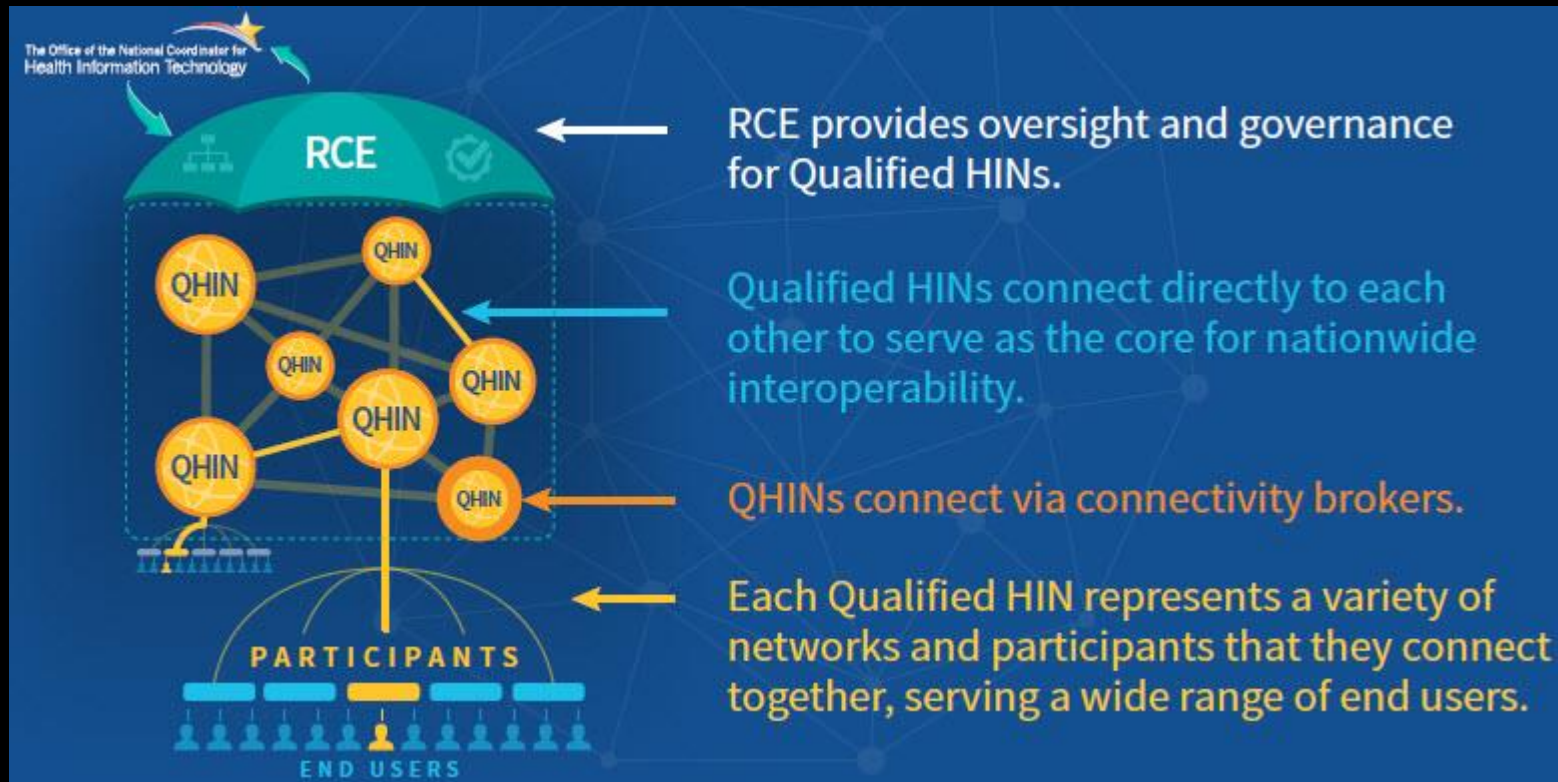 The Office of the National Coordinator for
Health Information Technology
RCE
RCE provides oversight and governance
for Qualified HINs.
QHIN
QHIN
QHIN
QHIN
QHIN
QHIN
QHIN
Qualified HINs connect directly to each
other to serve as the core for nationwide
interoperability.
QHINs connect via connectivity brokers.
Each Qualified HIN represents a variety of
networks and participants that they connect
together, serving a wide range of end users.
PARTICIPANTS
END USERS